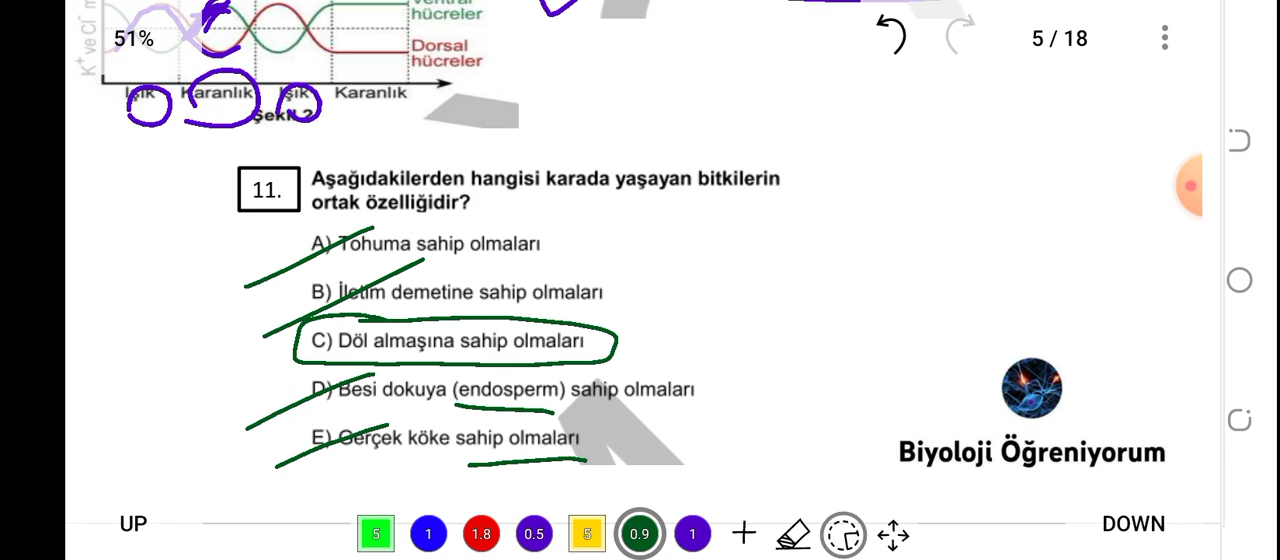 Ventral
hücreler
K⁺ ve Cl⁻ m
51%
5 / 18
Dorsal
hücreler
Işık Karanlık Işık Karanlık
Şekil 2
11. Aşağıdakilerden hangisi karada yaşayan bitkilerin
ortak özelliğidir?
A) Tohuma sahip olmaları
B) İletim demetine sahip olmaları
C) Döl almaşına sahip olmaları
D) Besi dokuya (endosperm) sahip olmaları
E) Gerçek köke sahip olmaları
Biyoloji Öğreniyorum
UP
DOWN
5 1 1.8 0.5 5 0.9 1